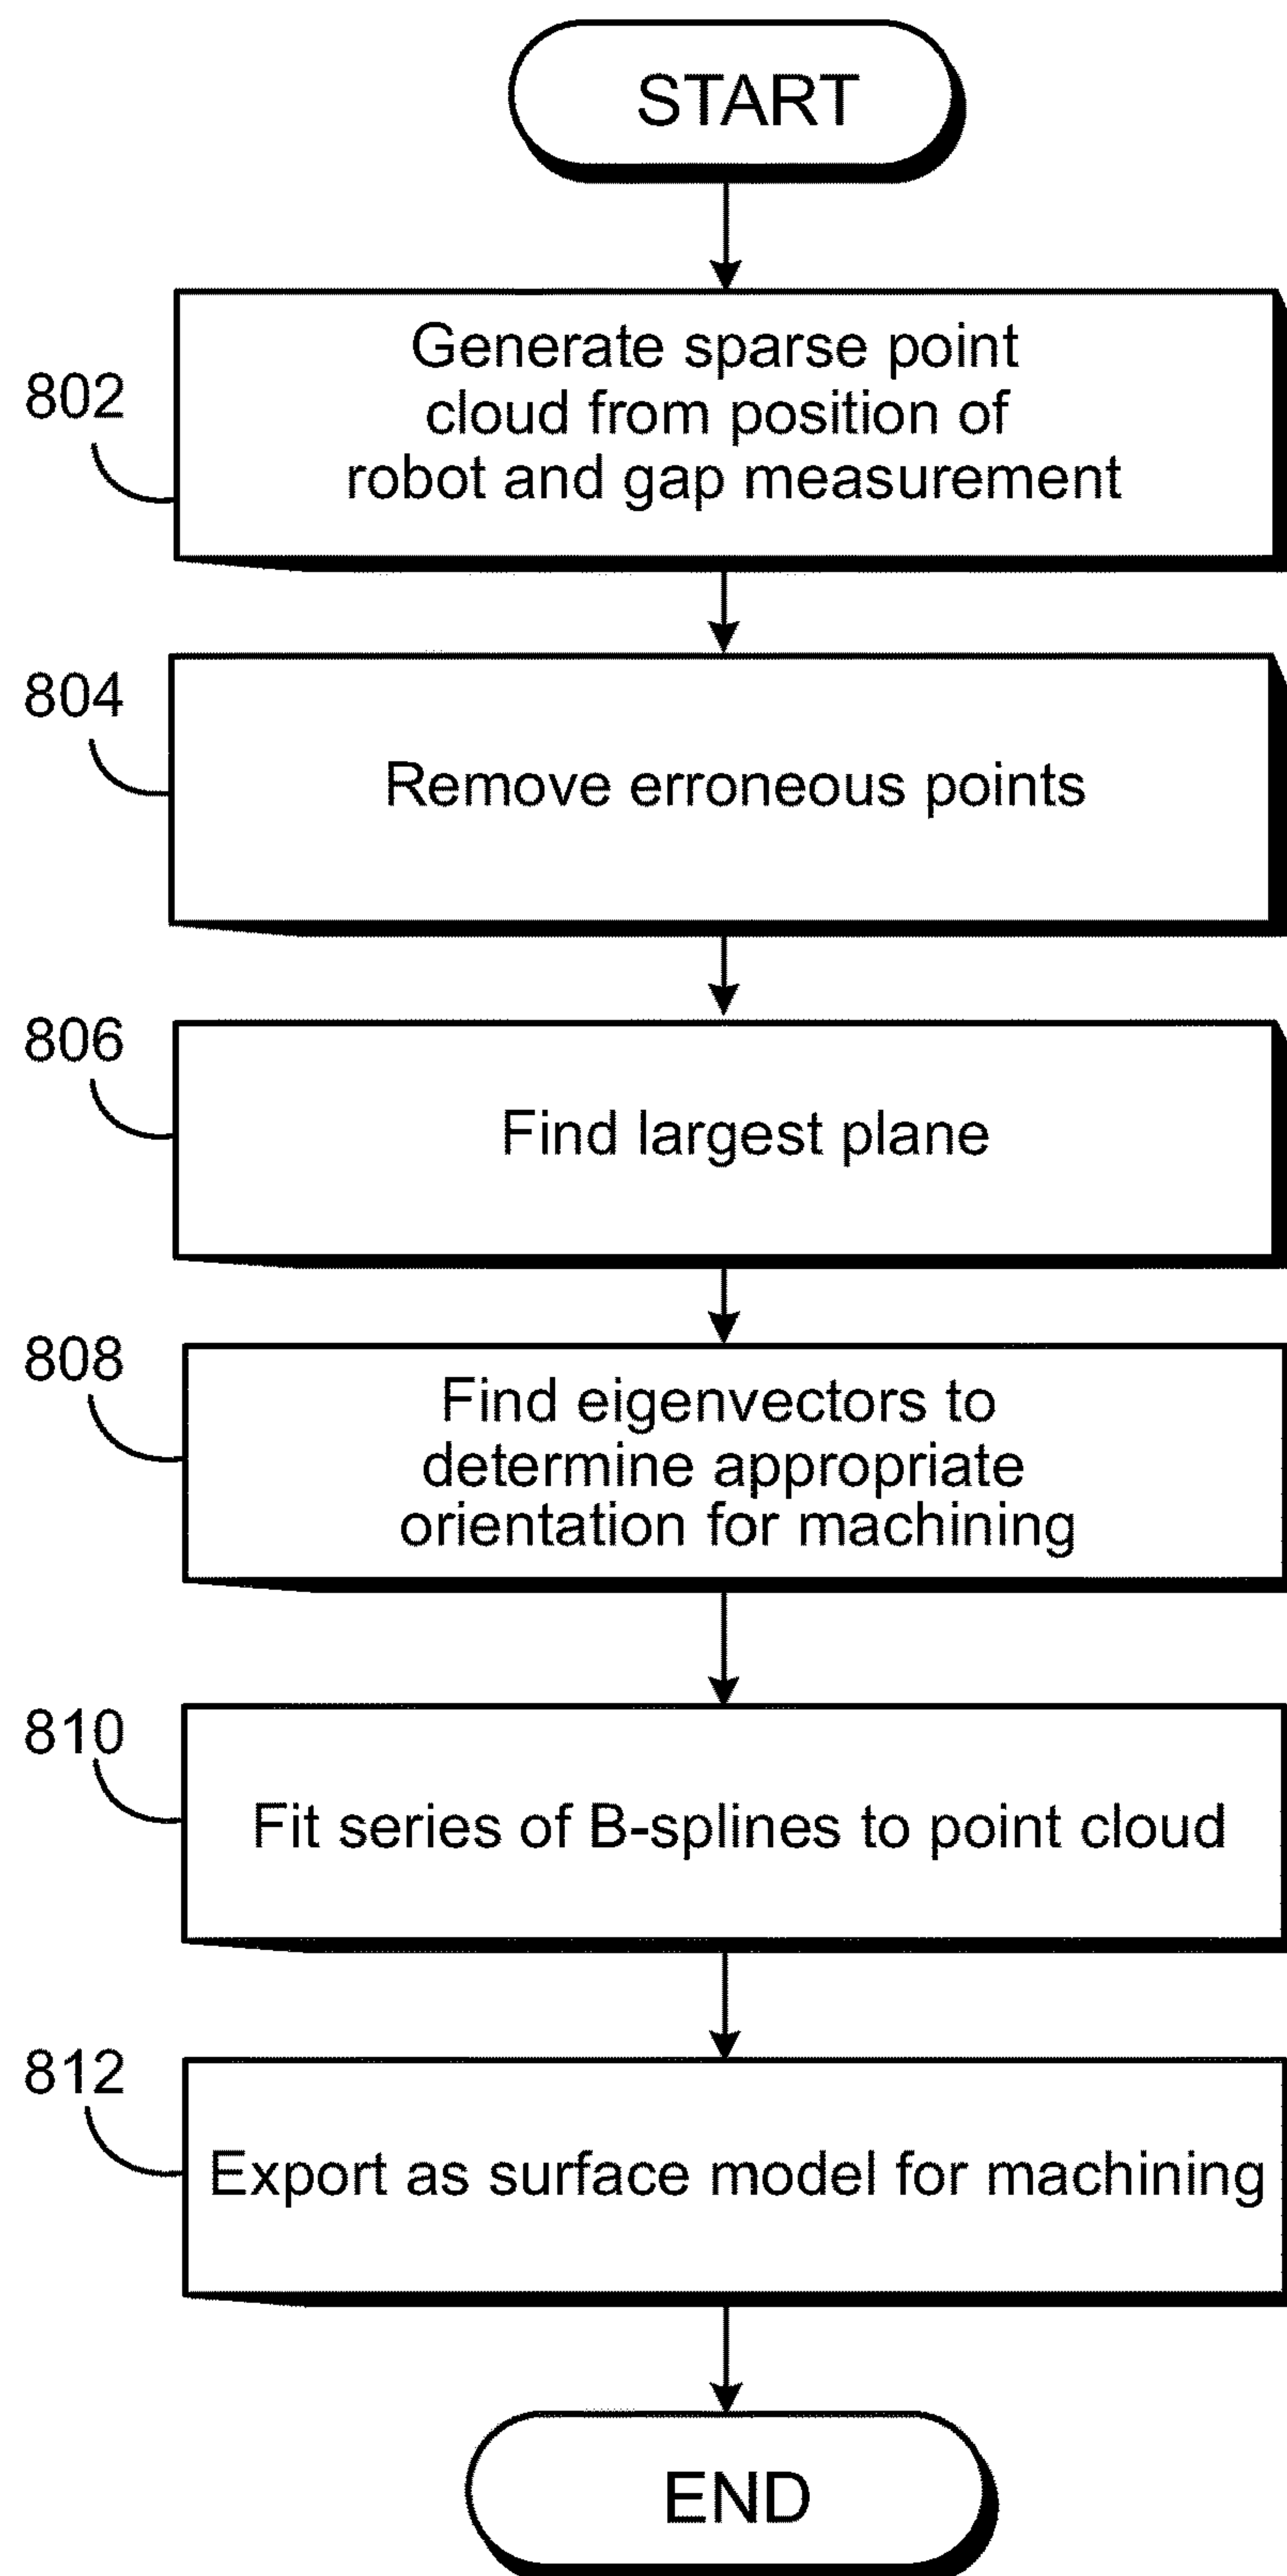 START
802
Generate sparse point
cloud from position of
robot and gap measurement
804
Remove erroneous points
806
Find largest plane
808
Find eigenvectors to
determine appropriate
orientation for machining
810
Fit series of B-splines to point cloud
812
Export as surface model for machining
END